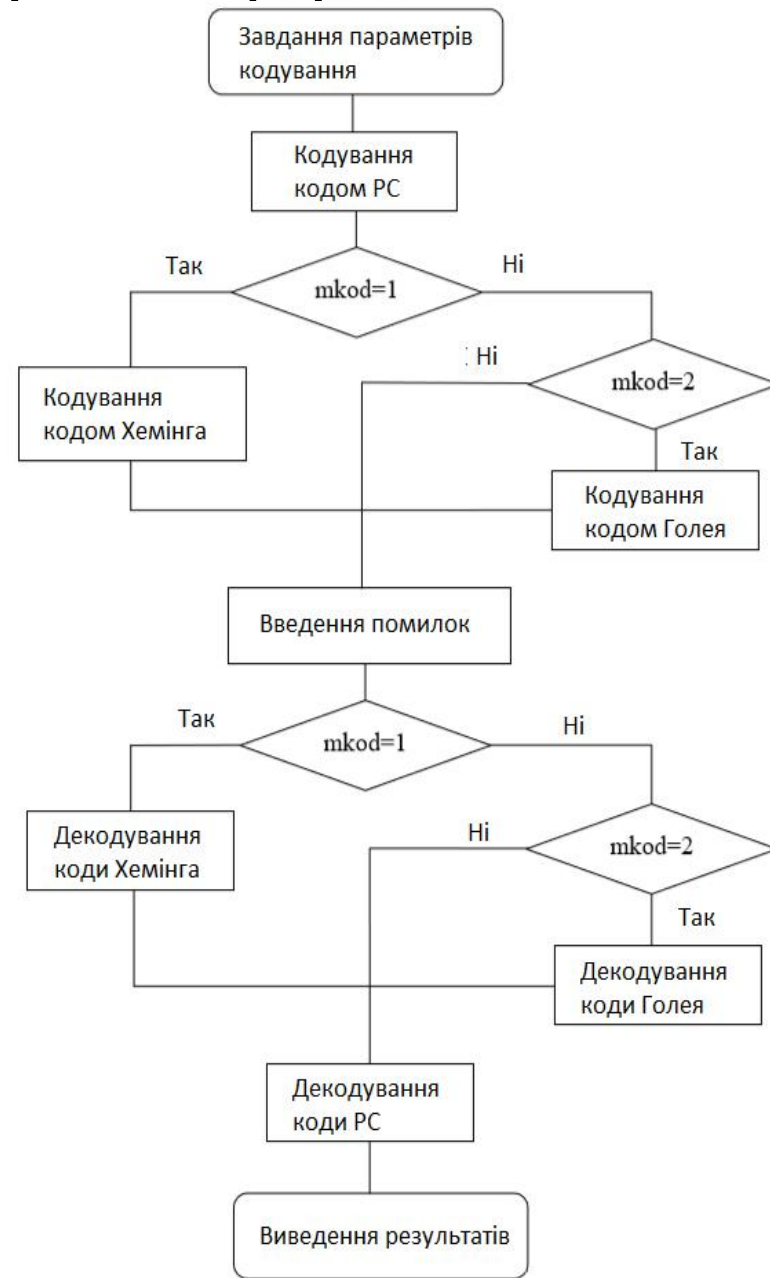 Завдання параметрів
кодування
Кодування
кодом РС
Так
Ні
mkod=1
Ні
mkod=2
Кодування
кодом Хемінга
Так
Кодування
кодом Голея
Введення помилок
Так
Ні
mkod=1
Декодування
коди Хемінга
Ні
mkod=2
Так
Декодування
коди Голея
Декодування
коди РС
Виведення результатів